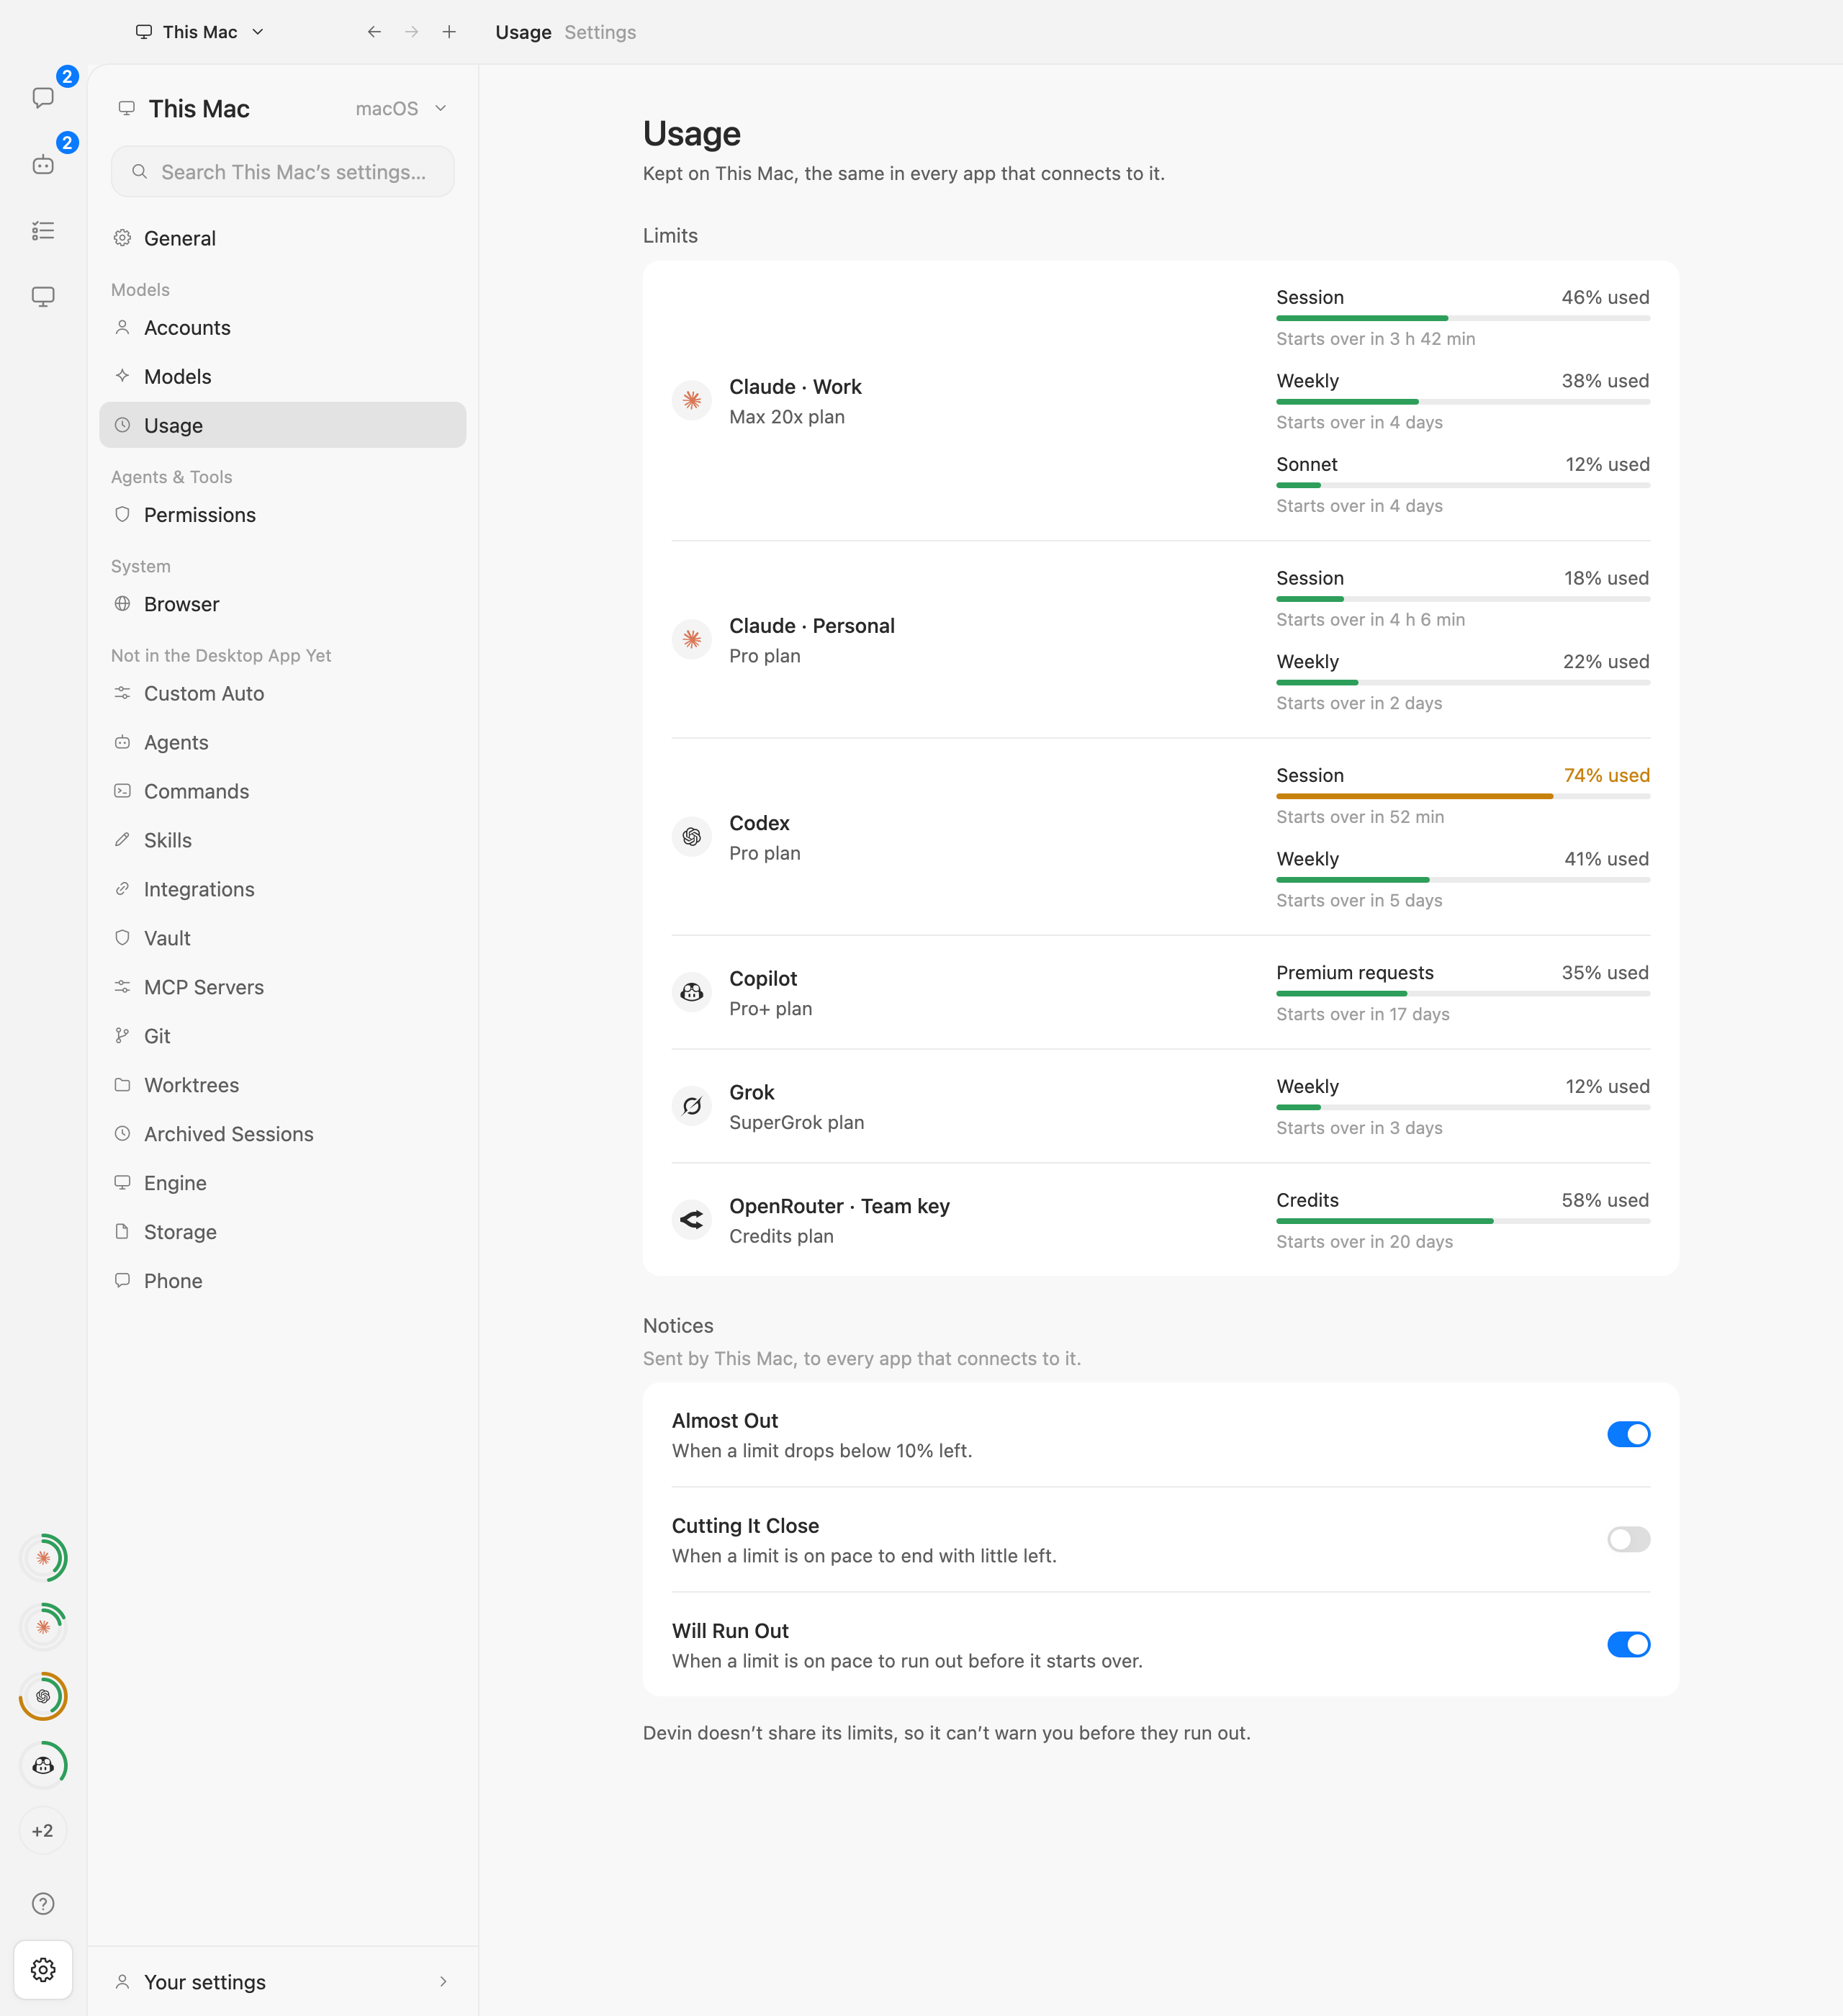 This Mac
Usage Settings
2
2
This Mac
macOS
Search This Mac’s settings...
General
Models
Accounts
Models
Usage
Agents & Tools
Permissions
System
Browser
Not in the Desktop App Yet
Custom Auto
Agents
Commands
Skills
Integrations
Vault
MCP Servers
Git
Worktrees
Archived Sessions
Engine
Storage
Phone
+2
Your settings
Usage
Kept on This Mac, the same in every app that connects to it.
Limits
Claude · Work
Max 20x plan
Session 46% used
Starts over in 3 h 42 min
Weekly 38% used
Starts over in 4 days
Sonnet 12% used
Starts over in 4 days
Claude · Personal
Pro plan
Session 18% used
Starts over in 4 h 6 min
Weekly 22% used
Starts over in 2 days
Codex
Pro plan
Session 74% used
Starts over in 52 min
Weekly 41% used
Starts over in 5 days
Copilot
Pro+ plan
Premium requests 35% used
Starts over in 17 days
Grok
SuperGrok plan
Weekly 12% used
Starts over in 3 days
OpenRouter · Team key
Credits plan
Credits 58% used
Starts over in 20 days
Notices
Sent by This Mac, to every app that connects to it.
Almost Out
When a limit drops below 10% left.
Cutting It Close
When a limit is on pace to end with little left.
Will Run Out
When a limit is on pace to run out before it starts over.
Devin doesn’t share its limits, so it can’t warn you before they run out.